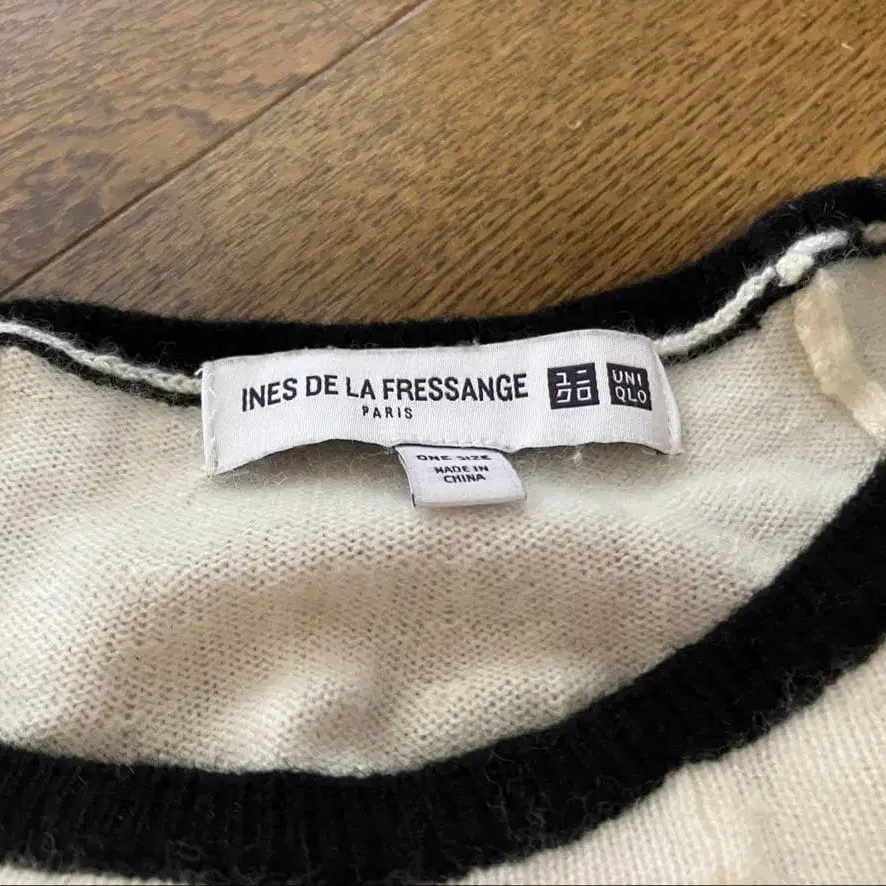 INES DE LA FRESSANGE
PARIS
ユニ
クロ
UNI
QLO
ONE SIZE
MADE IN
CHINA